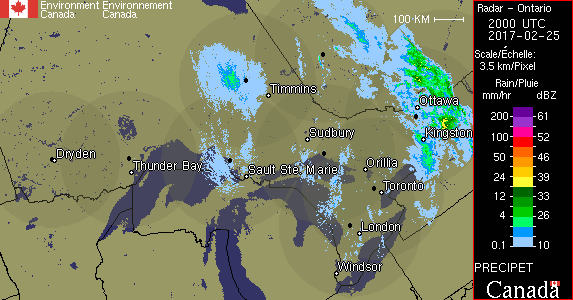 Environment Environnement
Canada Canada
100 KM
Timmins
Ottawa
Sudbury
Kingston
Dryden
Thunder Bay
Sault Ste. Marie
Orillia
Toronto
London
Windsor
Radar - Ontario
2000 UTC
2017-02-25
Scale/Échelle:
3.5 km/Pixel
Rain/Pluie
mm/hr dBZ
200 61
100 52
50 46
24 39
12 33
4 26
0.1 10
PRECIPET
Canada